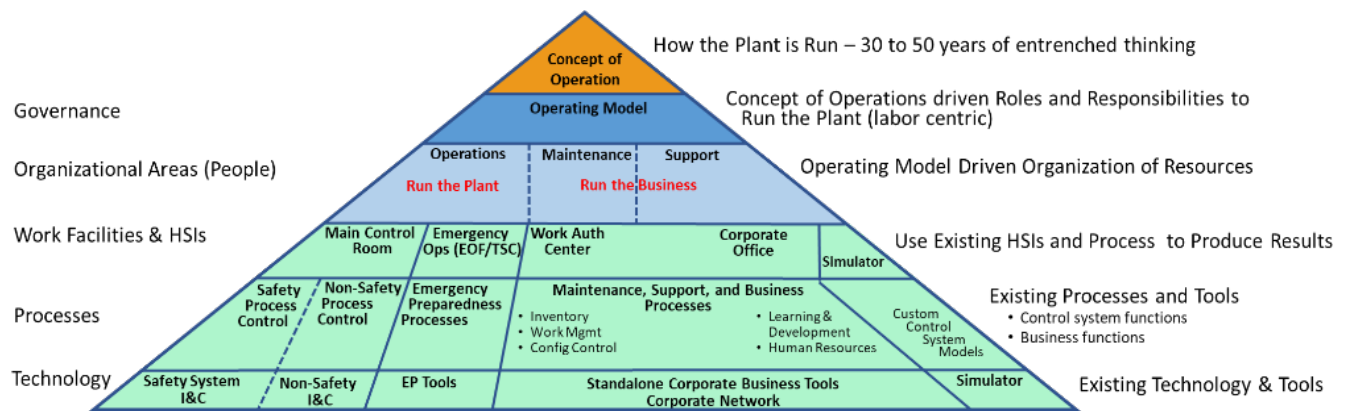 Concept of
Operation
How the Plant is Run – 30 to 50 years of entrenched thinking
Governance
Operating Model
Concept of Operations driven Roles and Responsibilities to
Run the Plant (labor centric)
Organizational Areas (People)
Operations
Maintenance
Support
Run the Plant
Run the Business
Operating Model Driven Organization of Resources
Work Facilities & HSIs
Main Control
Room
Emergency
Ops (EOF/TSC)
Work Auth
Center
Corporate
Office
Simulator
Use Existing HSIs and Process to Produce Results
Processes
Safety
Process
Control
Non-Safety
Process
Control
Emergency
Preparedness
Processes
Maintenance, Support, and Business
Processes
• Inventory
• Work Mgmt
• Config Control
• Learning &
Development
• Human Resources
Custom
Control
System
Models
Existing Processes and Tools
• Control system functions
• Business functions
Technology
Safety System
I&C
Non-Safety
I&C
EP Tools
Standalone Corporate Business Tools
Corporate Network
Simulator
Existing Technology & Tools